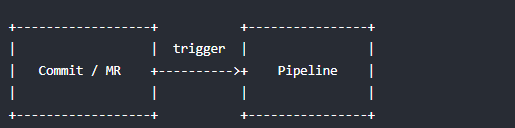 trigger
Commit / MR
Pipeline